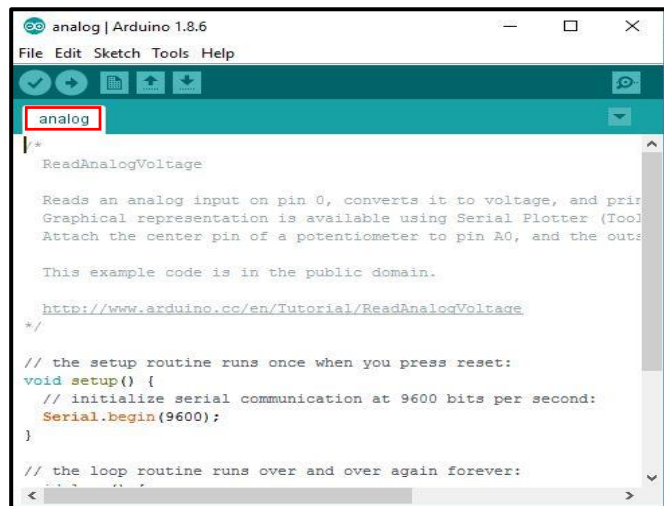 analog | Arduino 1.8.6
File Edit Sketch Tools Help
analog
/*
ReadAnalogVoltage
Reads an analog input on pin 0, converts it to voltage, and prin
Graphical representation is available using Serial Plotter (Tool
Attach the center pin of a potentiometer to pin A0, and the outs
This example code is in the public domain.
http://www.arduino.cc/en/Tutorial/ReadAnalogVoltage
*/
// the setup routine runs once when you press reset:
void setup() {
// initialize serial communication at 9600 bits per second:
Serial.begin(9600);
}
// the loop routine runs over and over again forever: